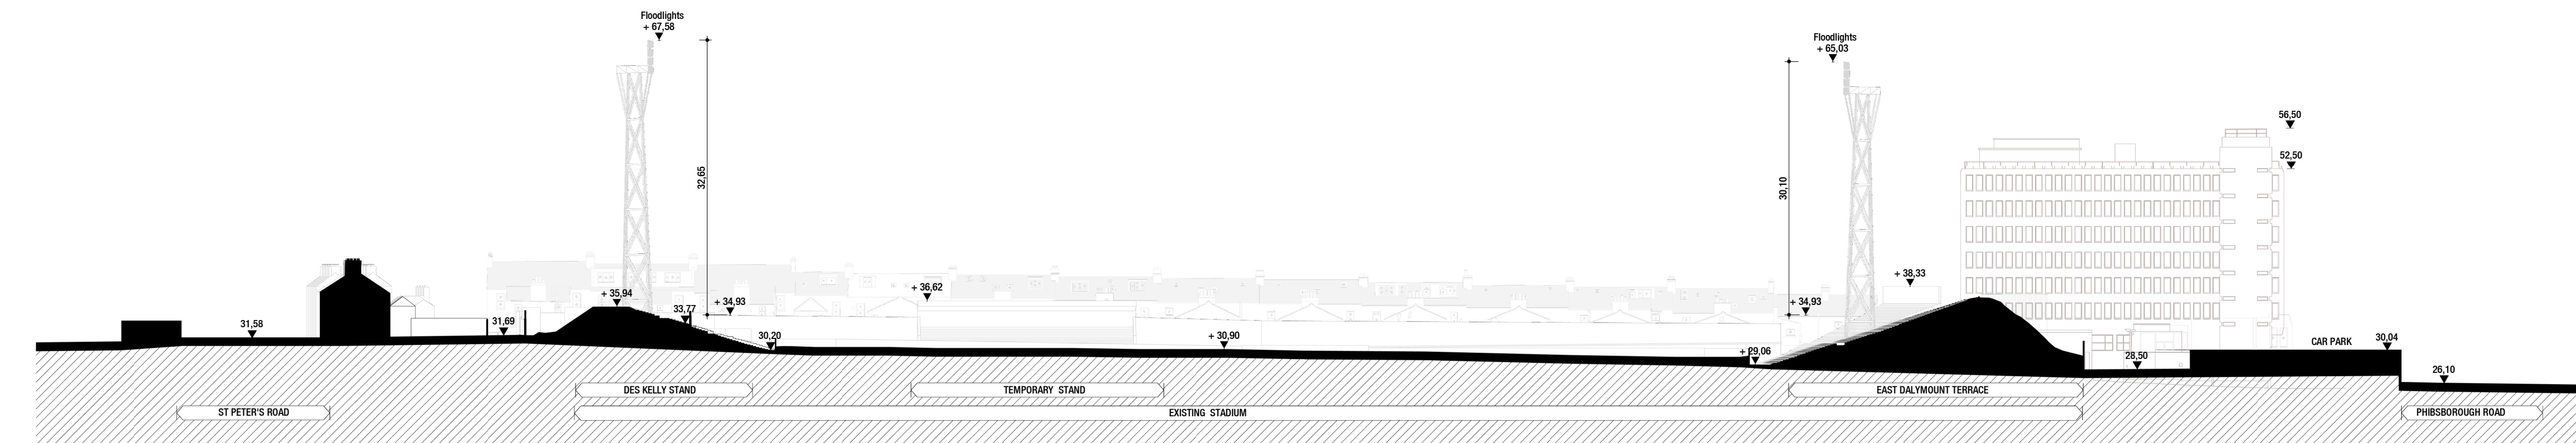 Floodlights
+ 67,58
Floodlights
+ 65,03
56,50
52,50
32,65
30,10
+ 38,33
+ 36,62
+ 35,94
+ 34,93
+ 34,93
33,77
31,58
31,69
30,20
+ 30,90
+ 29,06
28,50
CAR PARK
30,04
26,10
DES KELLY STAND
TEMPORARY STAND
EAST DALYMOUNT TERRACE
ST PETER'S ROAD
EXISTING STADIUM
PHIBSBOROUGH ROAD